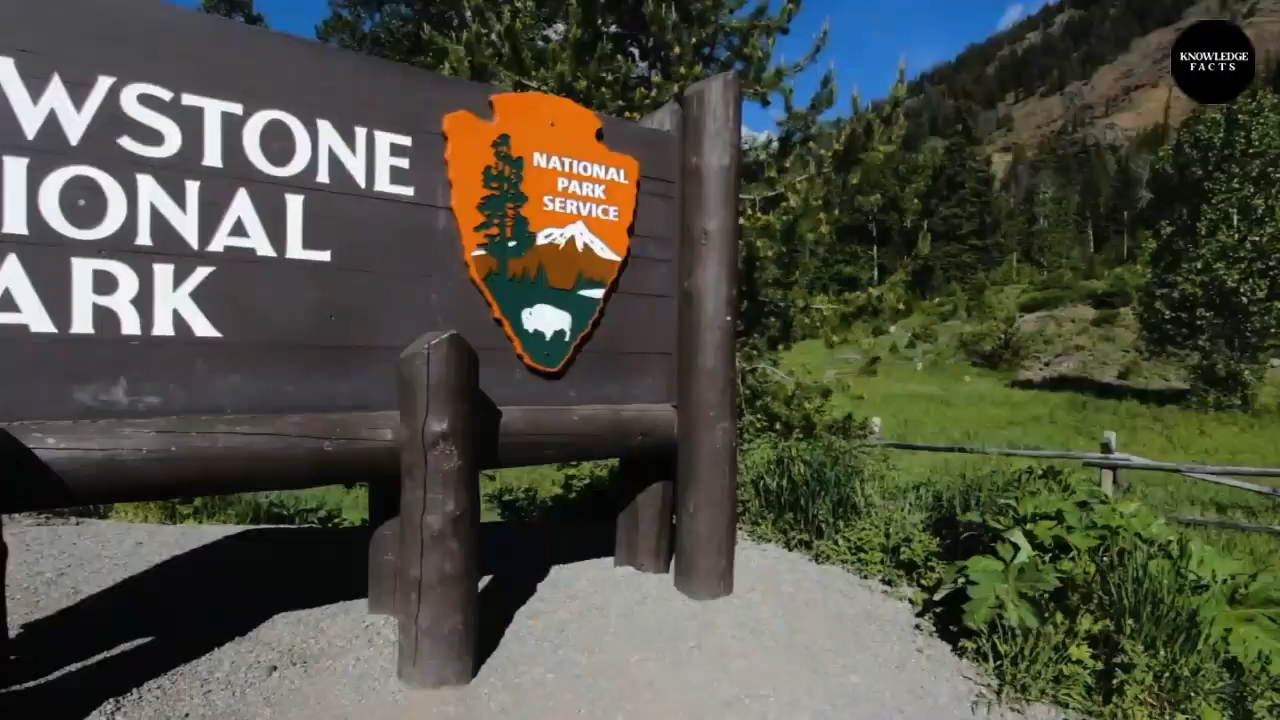 WSTONE
IONAL
ARK
NATIONAL
PARK
SERVICE
KNOWLEDGE
FACTS